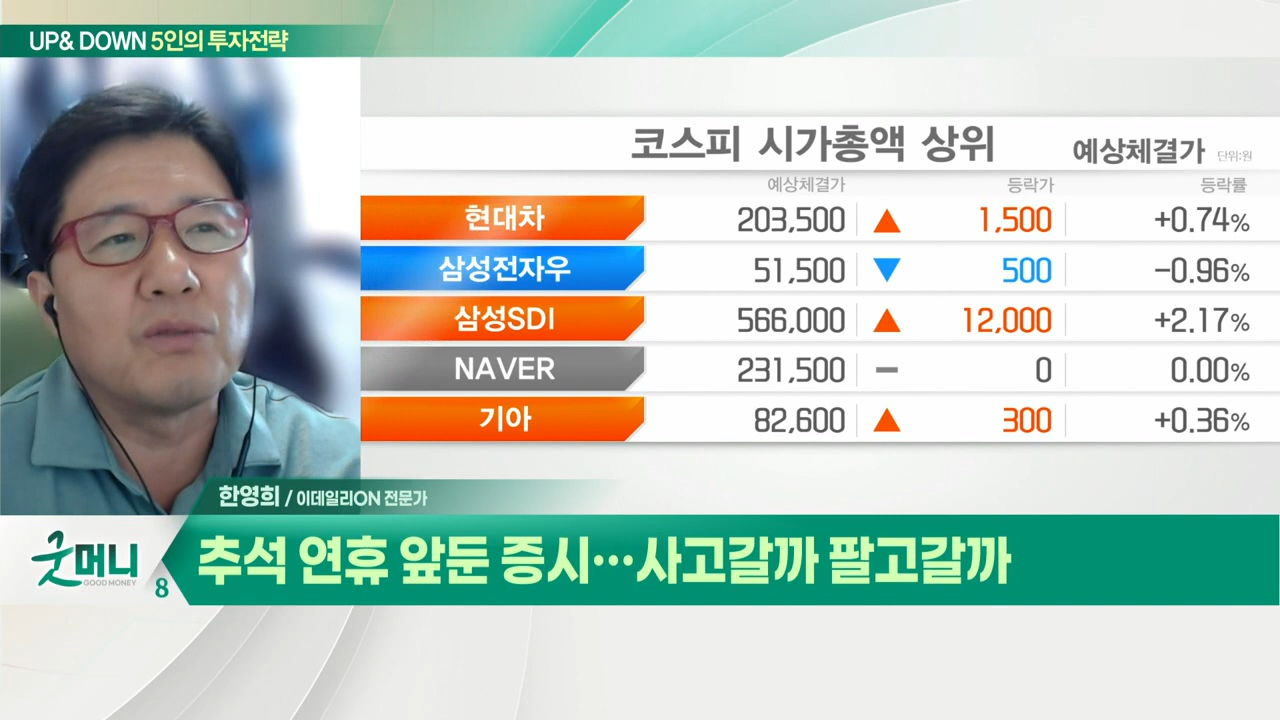 UP& DOWN 5인의 투자전략
코스피 시가총액 상위 예상체결가 단위:원
예상체결가 등락가 등락률
현대차 203,500 ▲ 1,500 +0.74%
삼성전자우 51,500 ▼ 500 -0.96%
삼성SDI 566,000 ▲ 12,000 +2.17%
NAVER 231,500 - 0 0.00%
기아 82,600 ▲ 300 +0.36%
한영희 / 이데일리ON 전문가
굿머니 GOOD MONEY 8
추석 연휴 앞둔 증시…사고갈까 팔고갈까